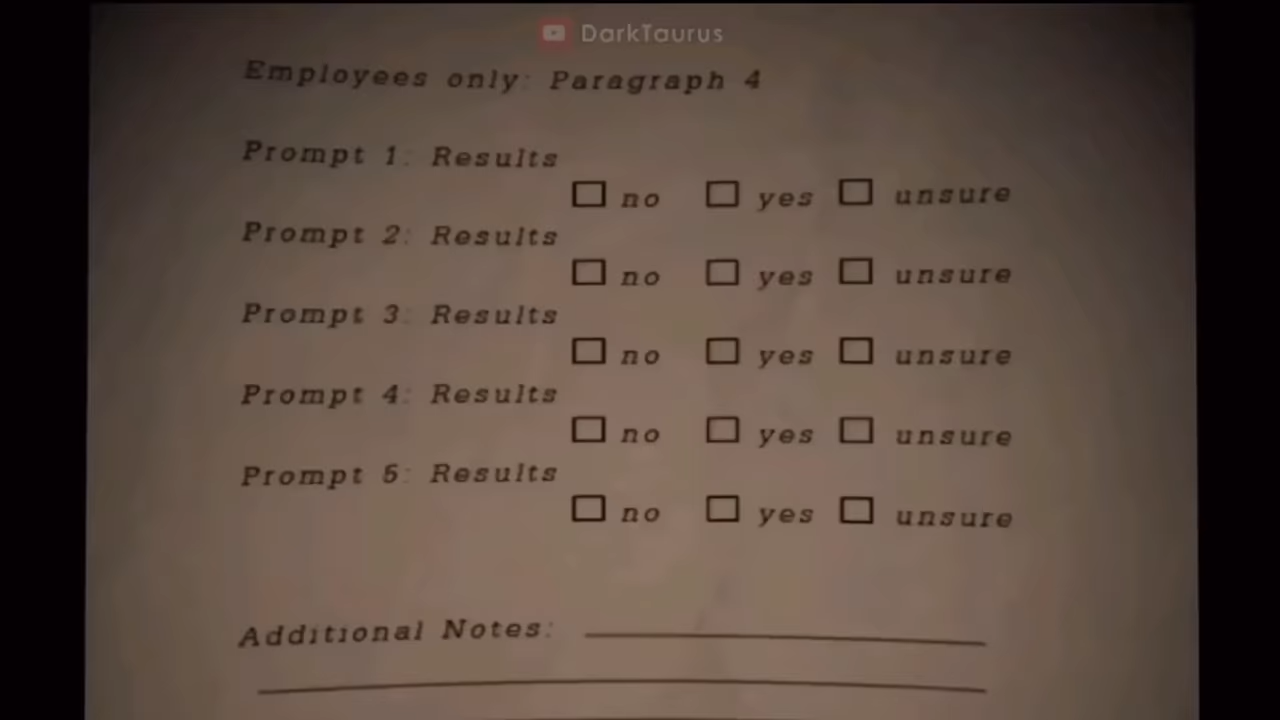 DarkTaurus
Employees only: Paragraph 4
Prompt 1: Results
no yes unsure
Prompt 2: Results
no yes unsure
Prompt 3: Results
no yes unsure
Prompt 4: Results
no yes unsure
Prompt 5: Results
no yes unsure
Additional Notes: